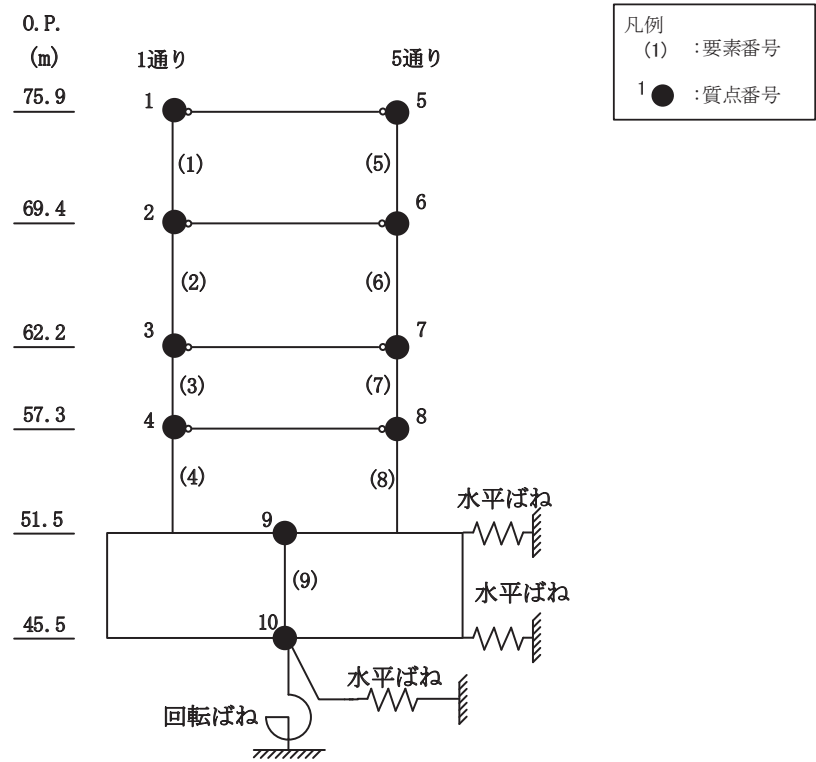 O.P.
(m)
1通り
5通り
凡例
(1) :要素番号
1 :質点番号
75.9
1
5
(1)
(5)
69.4
2
6
(2)
(6)
62.2
3
7
(3)
(7)
57.3
4
8
(4)
(8)
水平ばね
51.5
9
(9)
水平ばね
45.5
10
水平ばね
回転ばね